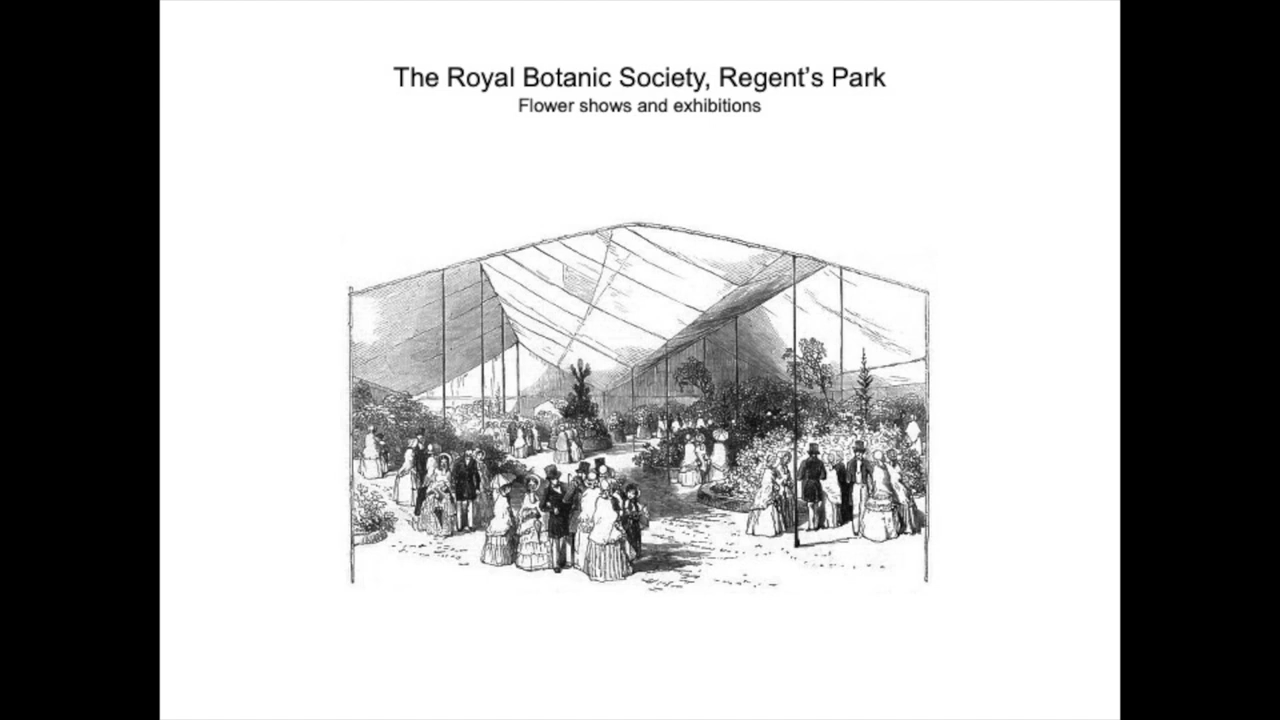 The Royal Botanic Society, Regent’s Park
Flower shows and exhibitions